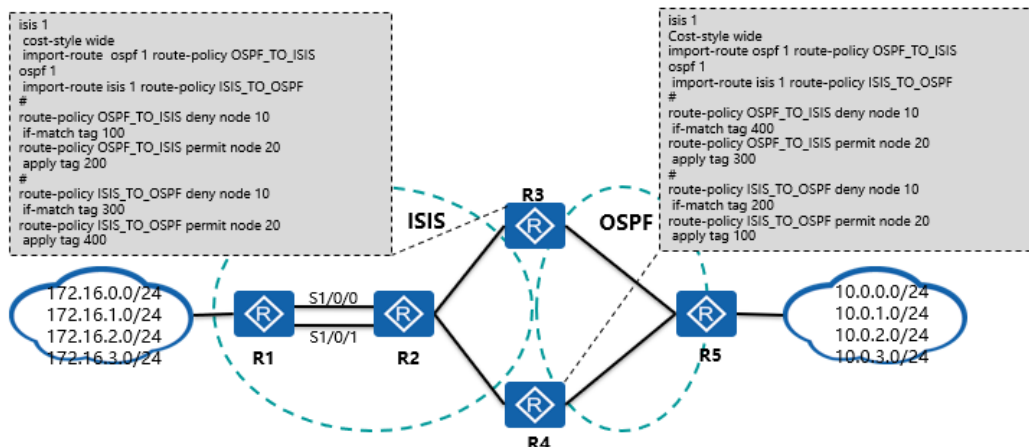 isis 1
cost-style wide
import-route ospf 1 route-policy OSPF_TO_ISIS
ospf 1
import-route isis 1 route-policy ISIS_TO_OSPF
#
route-policy OSPF_TO_ISIS deny node 10
if-match tag 100
route-policy OSPF_TO_ISIS permit node 20
apply tag 200
#
route-policy ISIS_TO_OSPF deny node 10
if-match tag 300
route-policy ISIS_TO_OSPF permit node 20
apply tag 400
isis 1
Cost-style wide
import-route ospf 1 route-policy OSPF_TO_ISIS
ospf 1
import-route isis 1 route-policy ISIS_TO_OSPF
#
route-policy OSPF_TO_ISIS deny node 10
if-match tag 400
route-policy OSPF_TO_ISIS permit node 20
apply tag 300
#
route-policy ISIS_TO_OSPF deny node 10
if-match tag 200
route-policy ISIS_TO_OSPF permit node 20
apply tag 100
R3
R
ISIS
OSPF
172.16.0.0/24
172.16.1.0/24
172.16.2.0/24
172.16.3.0/24
R
R1
S1/0/0
S1/0/1
R
R2
R
R5
10.0.0.0/24
10.0.1.0/24
10.0.2.0/24
10.0.3.0/24
R
R4